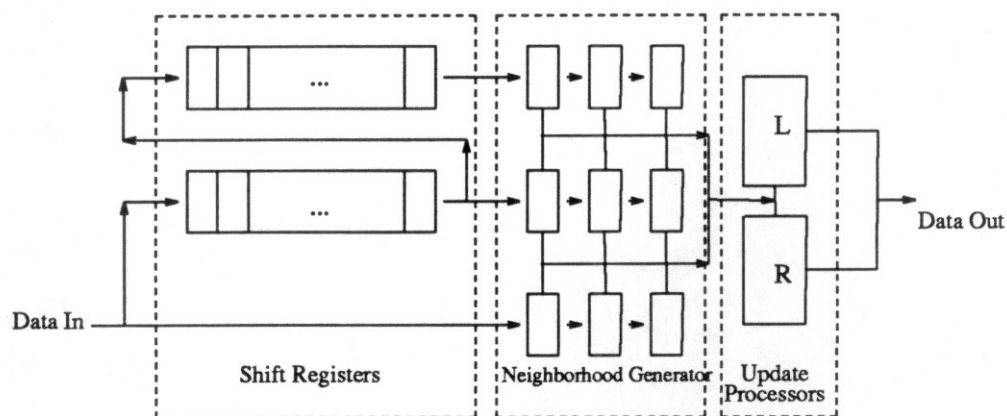 ...
L
...
Data Out
R
Data In
Shift Registers
Neighborhood Generator
Update
Processors